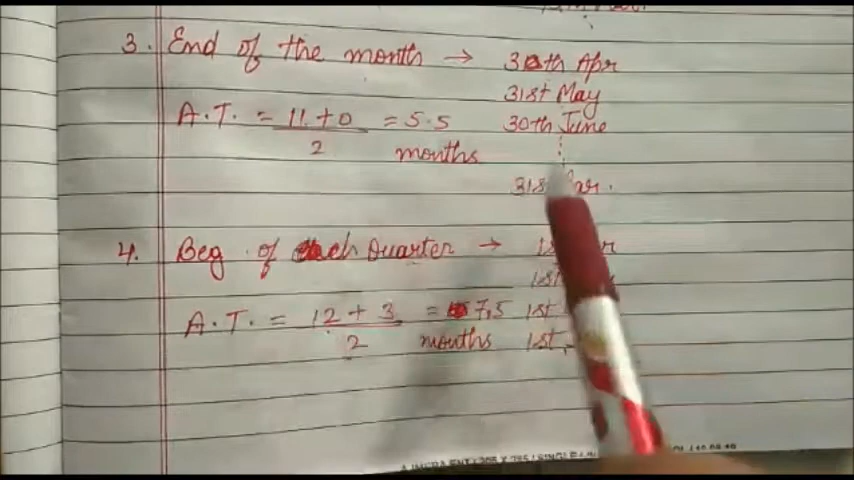 3. End of the month → 30th Apr
31st May
A.T. = 11 + 0 / 2 = 5.5 months
30th June
4. Beg of each Quarter →
A.T. = 12 + 3 / 2 = 7.5 months
1st
1st